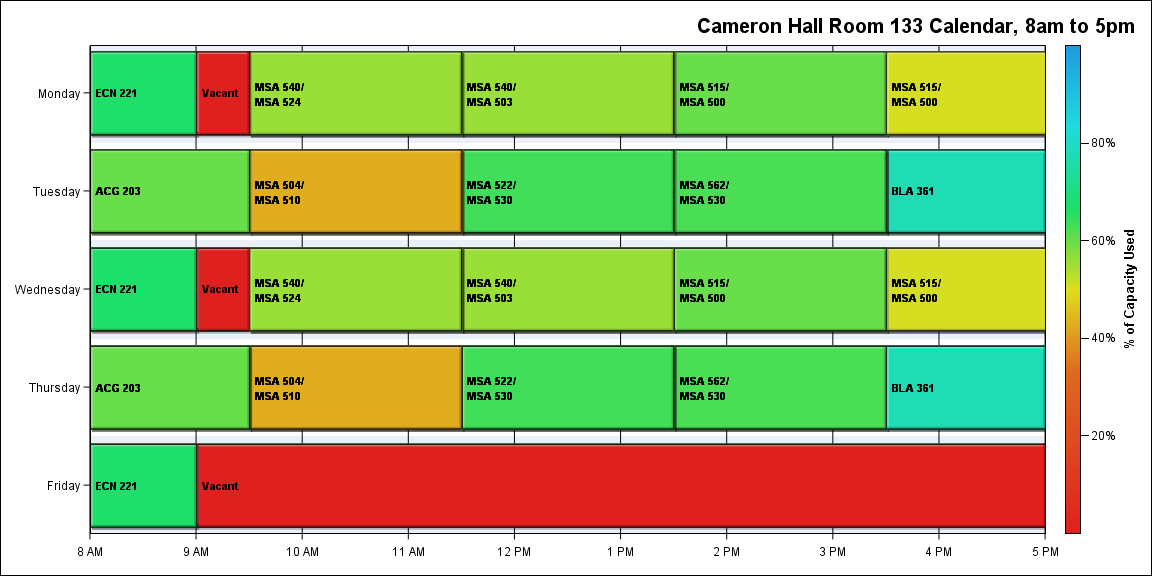 Cameron Hall Room 133 Calendar, 8am to 5pm
Monday
ECN 221
Vacant
MSA 540/
MSA 524
MSA 540/
MSA 503
MSA 515/
MSA 500
MSA 515/
MSA 500
Tuesday
ACG 203
MSA 504/
MSA 510
MSA 522/
MSA 530
MSA 562/
MSA 530
BLA 361
Wednesday
ECN 221
Vacant
MSA 540/
MSA 524
MSA 540/
MSA 503
MSA 515/
MSA 500
MSA 515/
MSA 500
Thursday
ACG 203
MSA 504/
MSA 510
MSA 522/
MSA 530
MSA 562/
MSA 530
BLA 361
Friday
ECN 221
Vacant
8 AM
9 AM
10 AM
11 AM
12 PM
1 PM
2 PM
3 PM
4 PM
5 PM
80%
60%
40%
20%
% of Capacity Used